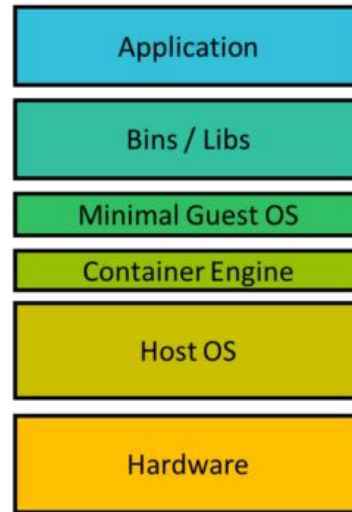 Application
Bins / Libs
Minimal Guest OS
Container Engine
Host OS
Hardware